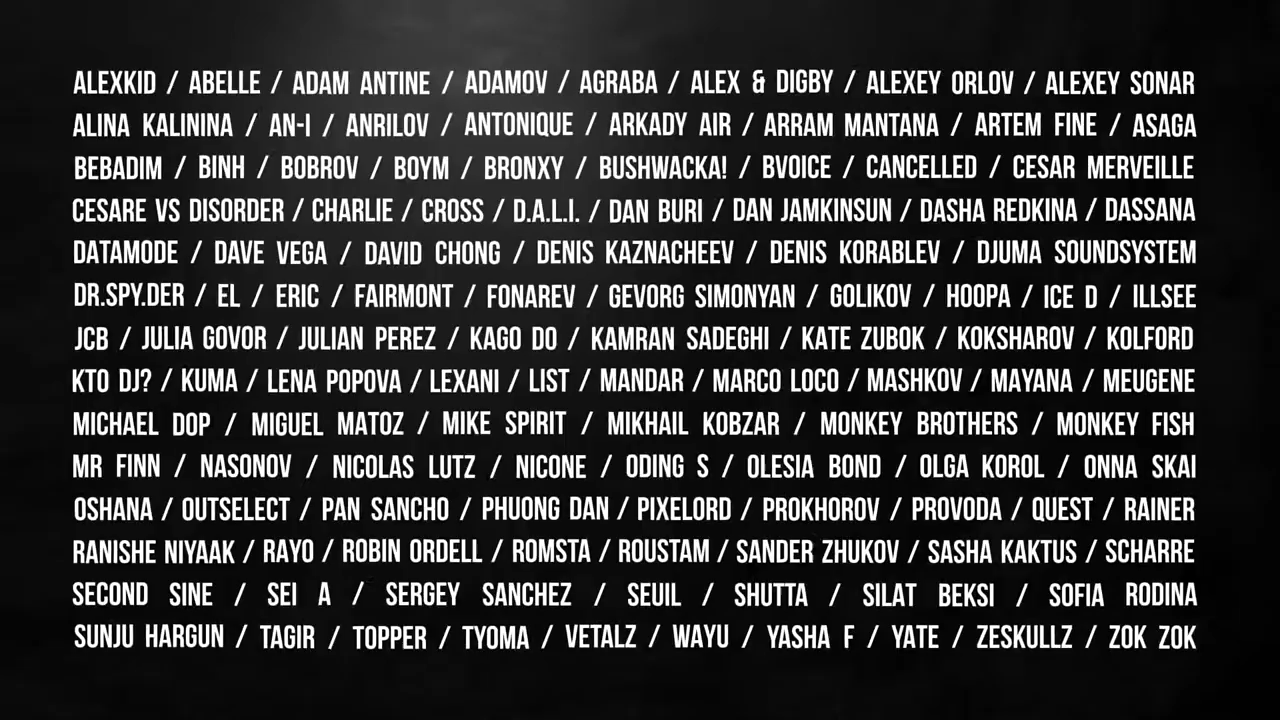 ALEXKID / ABELLE / ADAM ANTINE / ADAMOV / AGRABA / ALEX & DIGBY / ALEXEY ORLOV / ALEXEY SONAR
ALINA KALININA / AN-I / ANRILOV / ANTONIQUE / ARKADY AIR / ARRAM MANTANA / ARTEM FINE / ASAGA
BEBADIM / BINH / BOBROV / BOYM / BRONXY / BUSHWACKA! / BVOICE / CANCELLED / CESAR MERVEILLE
CESARE VS DISORDER / CHARLIE / CROSS / D.A.L.I. / DAN BURI / DAN JAMKINSUN / DASHA REDKINA / DASSANA
DATAMODE / DAVE VEGA / DAVID CHONG / DENIS KAZNACHEEV / DENIS KORABLEV / DJUMA SOUNDSYSTEM
DR.SPY.DER / EL / ERIC / FAIRMONT / FONAREV / GEVORG SIMONYAN / GOLIKOV / HOOPA / ICE D / ILLSEE
JCB / JULIA GOVOR / JULIAN PEREZ / KAGO DO / KAMRAN SADEGHI / KATE ZUBOK / KOKSHAROV / KOLFORD
KTO DJ? / KUMA / LENA POPOVA / LEXANI / LIST / MANDAR / MARCO LOCO / MASHKOV / MAYANA / MEUGENE
MICHAEL DOP / MIGUEL MATOZ / MIKE SPIRIT / MIKHAIL KOBZAR / MONKEY BROTHERS / MONKEY FISH
MR FINN / NASONOV / NICOLAS LUTZ / NICONE / ODING S / OLESIA BOND / OLGA KOROL / ONNA SKAI
OSHANA / OUTSELECT / PAN SANCHO / PHUONG DAN / PIXELORD / PROKHOROV / PROVODA / QUEST / RAINER
RANISHE NIYAAK / RAYO / ROBIN ORDELL / ROMSTA / ROUSTAM / SANDER ZHUKOV / SASHA KAKTUS / SCHARRE
SECOND SINE / SEI A / SERGEY SANCHEZ / SEUIL / SHUTTA / SILAT BEKSI / SOFIA RODINA
SUNJU HARGUN / TAGIR / TOPPER / TYOMA / VETALZ / WAYU / YASHA F / YATE / ZESKULLZ / ZOK ZOK